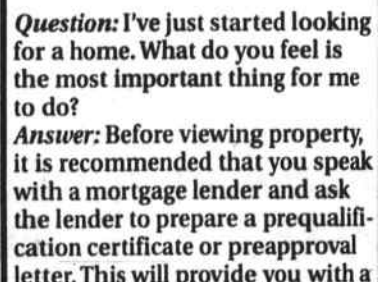 Question: I've just started looking
for a home. What do you feel is
the most important thing for me
to do?
Answer: Before viewing property,
it is recommended that you speak
with a mortgage lender and ask
the lender to prepare a prequalifi-
cation certificate or preapproval
letter. This will provide you with a